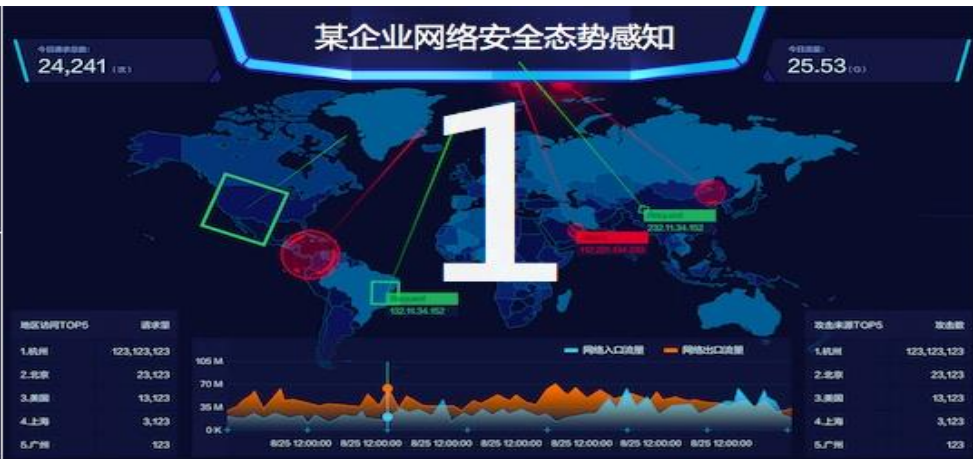 某企业网络安全态势感知
今日请求总数:
24,241 (次)
今日流量:
25.53 (G)
1
232.11.34.152
132.11.34.152
地区访问TOP5 请求量
1.杭州 123,123,123
2.北京 23,123
3.美国 13,123
4.上海 3,123
5.广州 123
网络入口流量 网络出口流量
105 M
70 M
35 M
0 K
8/25 12:00:00 8/25 12:00:00 8/25 12:00:00 8/25 12:00:00 8/25 12:00:00 8/25 12:00:00 8/25 12:00:00
攻击来源TOP5 攻击数
1.杭州 123,123,123
2.北京 23,123
3.美国 13,123
4.上海 3,123
5.广州 123